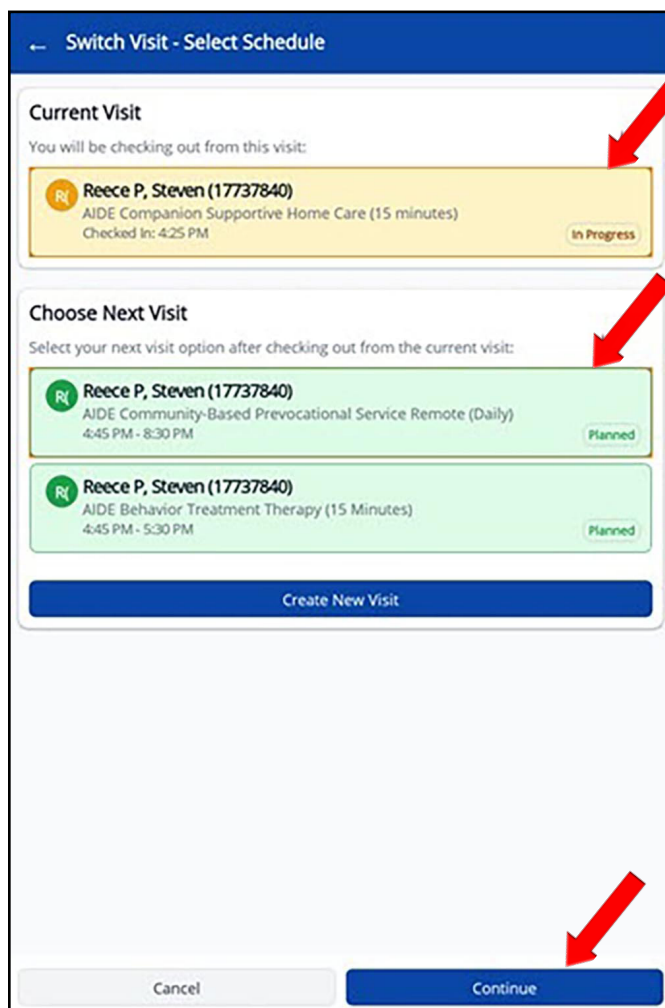 ← Switch Visit - Select Schedule
Current Visit
You will be checking out from this visit:
R(
Reece P, Steven (17737840)
AIDE Companion Supportive Home Care (15 minutes)
Checked In: 4:25 PM
In Progress
Choose Next Visit
Select your next visit option after checking out from the current visit:
R(
Reece P, Steven (17737840)
AIDE Community-Based Prevocational Service Remote (Daily)
4:45 PM - 8:30 PM
Planned
R(
Reece P, Steven (17737840)
AIDE Behavior Treatment Therapy (15 Minutes)
4:45 PM - 5:30 PM
Planned
Create New Visit
Cancel
Continue